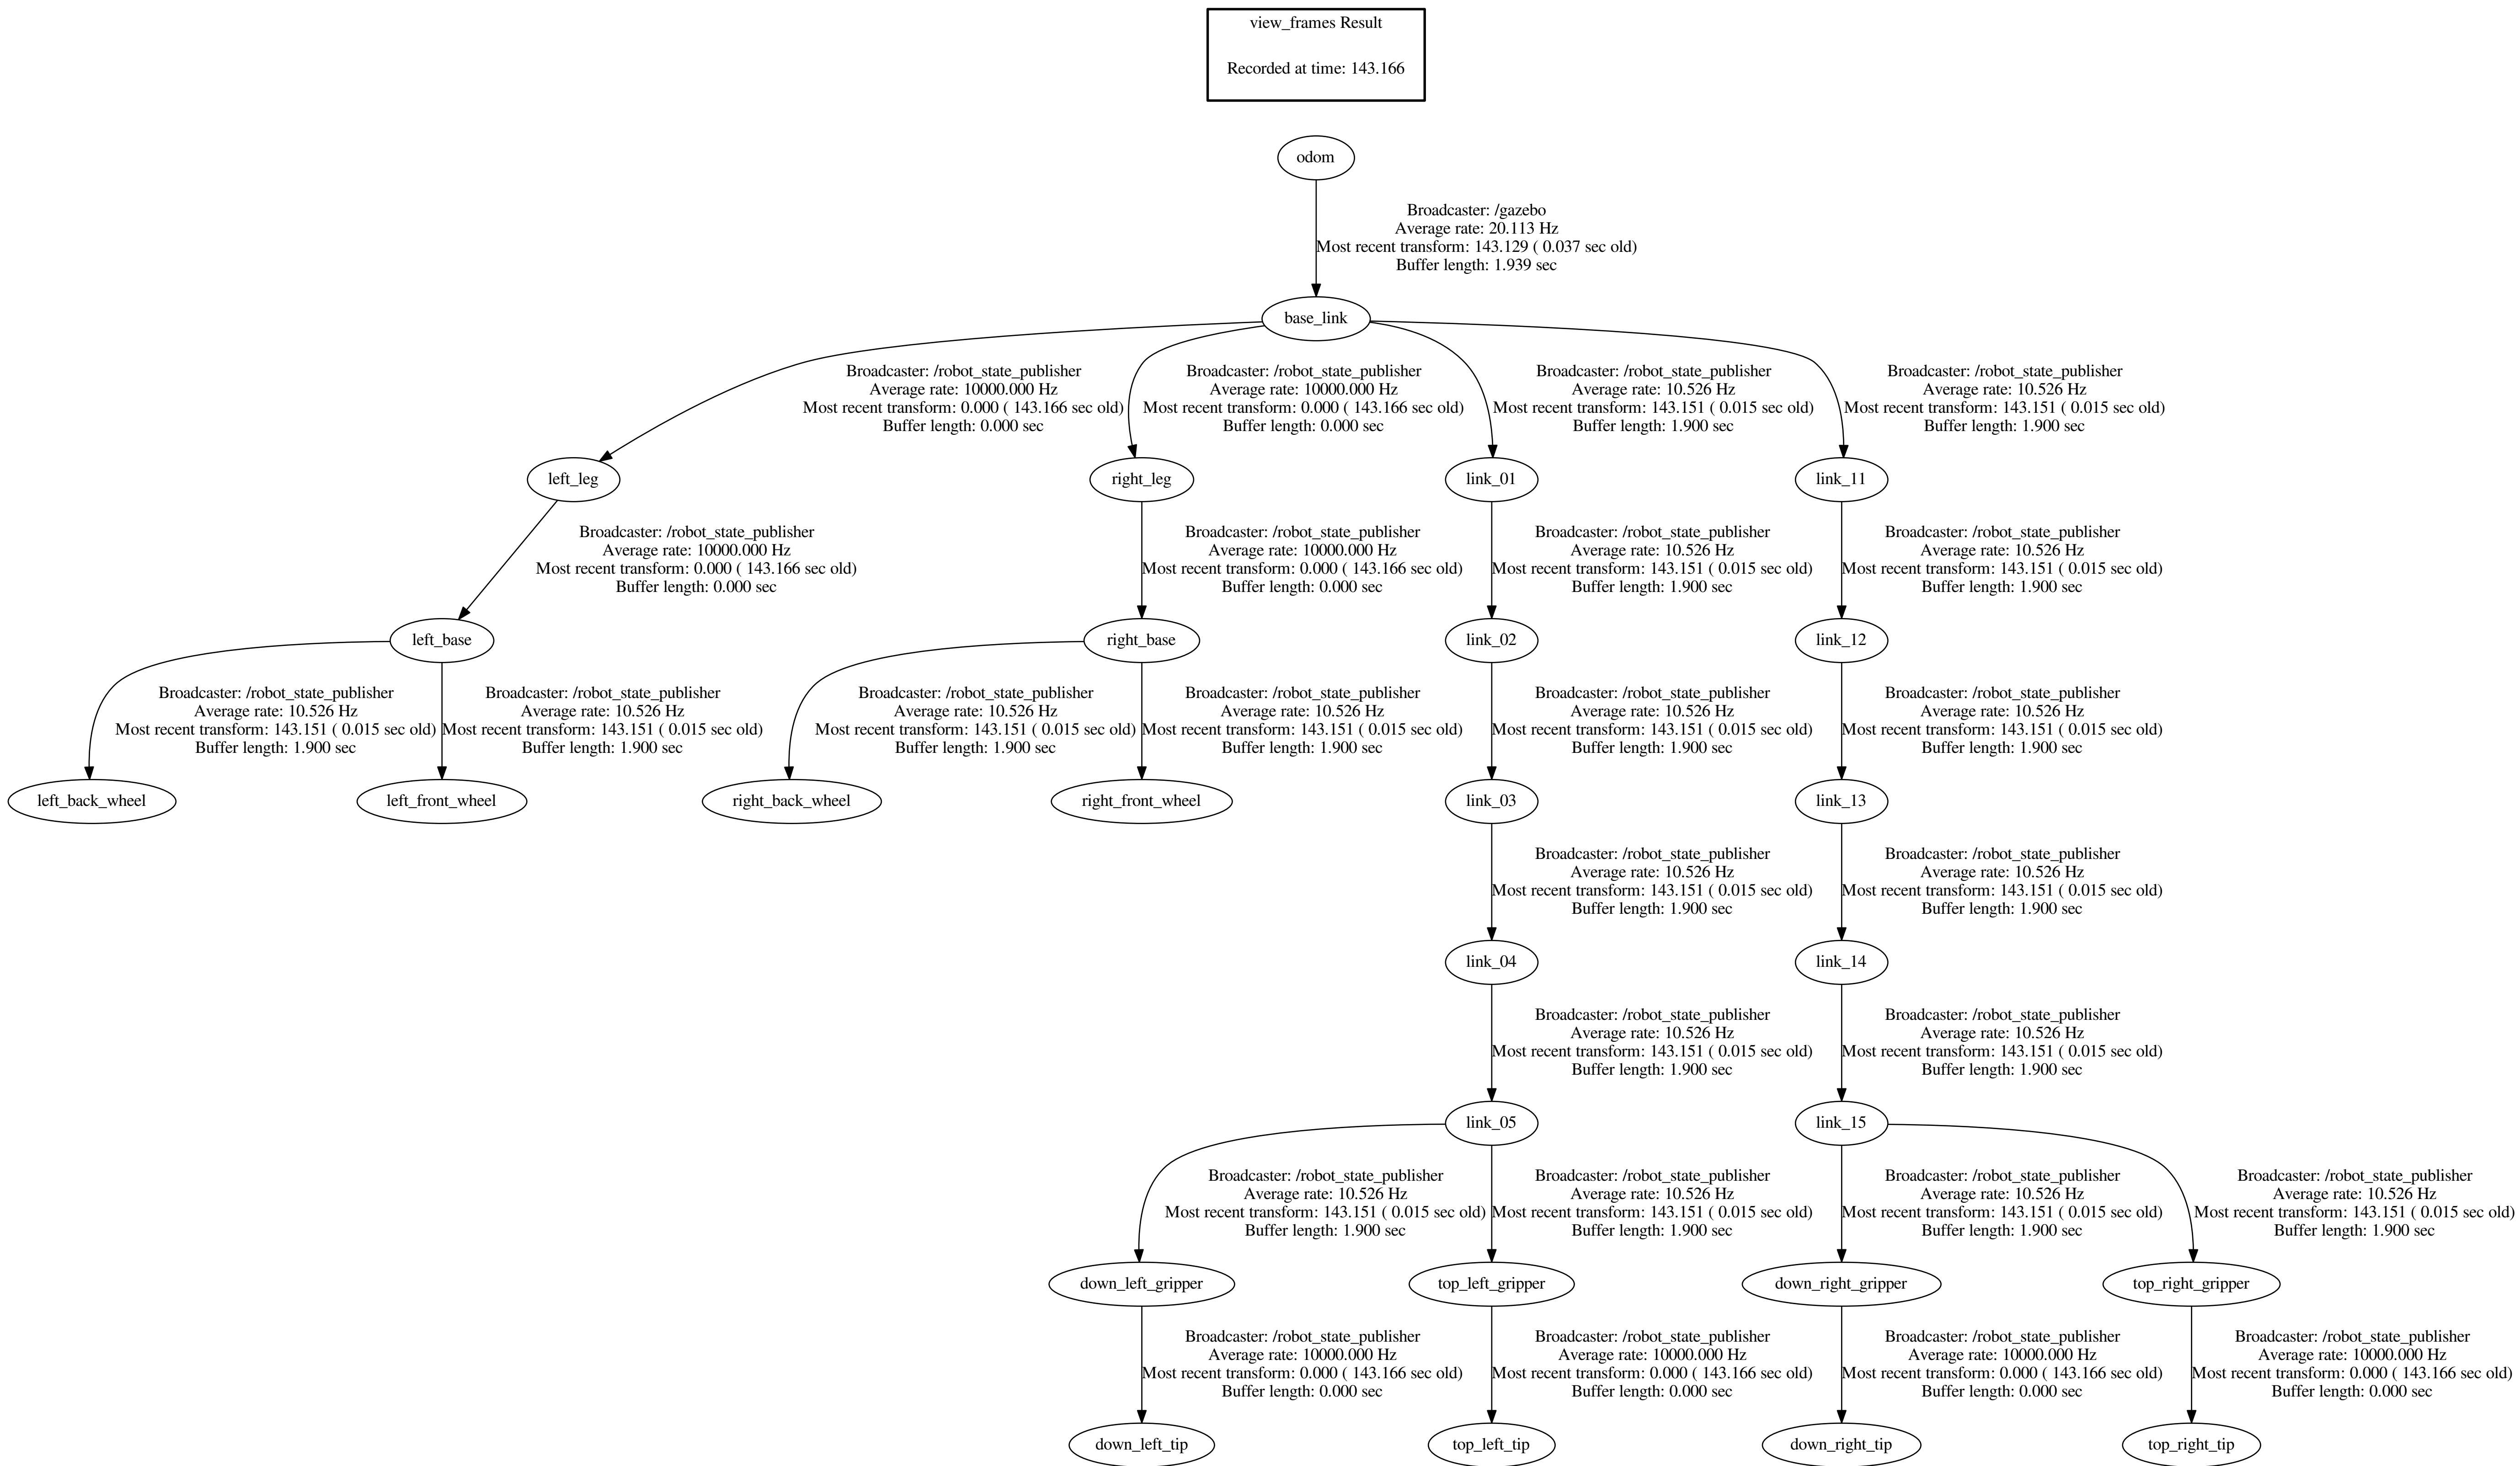 view_frames Result
Recorded at time: 143.166
odom
Broadcaster: /gazebo
Average rate: 20.113 Hz
Most recent transform: 143.129 ( 0.037 sec old)
Buffer length: 1.939 sec
base_link
Broadcaster: /robot_state_publisher
Average rate: 10000.000 Hz
Most recent transform: 0.000 ( 143.166 sec old)
Buffer length: 0.000 sec
Broadcaster: /robot_state_publisher
Average rate: 10000.000 Hz
Most recent transform: 0.000 ( 143.166 sec old)
Buffer length: 0.000 sec
Broadcaster: /robot_state_publisher
Average rate: 10.526 Hz
Most recent transform: 143.151 ( 0.015 sec old)
Buffer length: 1.900 sec
Broadcaster: /robot_state_publisher
Average rate: 10.526 Hz
Most recent transform: 143.151 ( 0.015 sec old)
Buffer length: 1.900 sec
left_leg
right_leg
link_01
link_11
Broadcaster: /robot_state_publisher
Average rate: 10000.000 Hz
Most recent transform: 0.000 ( 143.166 sec old)
Buffer length: 0.000 sec
Broadcaster: /robot_state_publisher
Average rate: 10000.000 Hz
Most recent transform: 0.000 ( 143.166 sec old)
Buffer length: 0.000 sec
Broadcaster: /robot_state_publisher
Average rate: 10.526 Hz
Most recent transform: 143.151 ( 0.015 sec old)
Buffer length: 1.900 sec
Broadcaster: /robot_state_publisher
Average rate: 10.526 Hz
Most recent transform: 143.151 ( 0.015 sec old)
Buffer length: 1.900 sec
left_base
right_base
link_02
link_12
Broadcaster: /robot_state_publisher
Average rate: 10.526 Hz
Most recent transform: 143.151 ( 0.015 sec old)
Buffer length: 1.900 sec
Broadcaster: /robot_state_publisher
Average rate: 10.526 Hz
Most recent transform: 143.151 ( 0.015 sec old)
Buffer length: 1.900 sec
Broadcaster: /robot_state_publisher
Average rate: 10.526 Hz
Most recent transform: 143.151 ( 0.015 sec old)
Buffer length: 1.900 sec
Broadcaster: /robot_state_publisher
Average rate: 10.526 Hz
Most recent transform: 143.151 ( 0.015 sec old)
Buffer length: 1.900 sec
Broadcaster: /robot_state_publisher
Average rate: 10.526 Hz
Most recent transform: 143.151 ( 0.015 sec old)
Buffer length: 1.900 sec
Broadcaster: /robot_state_publisher
Average rate: 10.526 Hz
Most recent transform: 143.151 ( 0.015 sec old)
Buffer length: 1.900 sec
left_back_wheel
left_front_wheel
right_back_wheel
right_front_wheel
link_03
link_13
Broadcaster: /robot_state_publisher
Average rate: 10.526 Hz
Most recent transform: 143.151 ( 0.015 sec old)
Buffer length: 1.900 sec
Broadcaster: /robot_state_publisher
Average rate: 10.526 Hz
Most recent transform: 143.151 ( 0.015 sec old)
Buffer length: 1.900 sec
link_04
link_14
Broadcaster: /robot_state_publisher
Average rate: 10.526 Hz
Most recent transform: 143.151 ( 0.015 sec old)
Buffer length: 1.900 sec
Broadcaster: /robot_state_publisher
Average rate: 10.526 Hz
Most recent transform: 143.151 ( 0.015 sec old)
Buffer length: 1.900 sec
link_05
link_15
Broadcaster: /robot_state_publisher
Average rate: 10.526 Hz
Most recent transform: 143.151 ( 0.015 sec old)
Buffer length: 1.900 sec
Broadcaster: /robot_state_publisher
Average rate: 10.526 Hz
Most recent transform: 143.151 ( 0.015 sec old)
Buffer length: 1.900 sec
Broadcaster: /robot_state_publisher
Average rate: 10.526 Hz
Most recent transform: 143.151 ( 0.015 sec old)
Buffer length: 1.900 sec
Broadcaster: /robot_state_publisher
Average rate: 10.526 Hz
Most recent transform: 143.151 ( 0.015 sec old)
Buffer length: 1.900 sec
down_left_gripper
top_left_gripper
down_right_gripper
top_right_gripper
Broadcaster: /robot_state_publisher
Average rate: 10000.000 Hz
Most recent transform: 0.000 ( 143.166 sec old)
Buffer length: 0.000 sec
Broadcaster: /robot_state_publisher
Average rate: 10000.000 Hz
Most recent transform: 0.000 ( 143.166 sec old)
Buffer length: 0.000 sec
Broadcaster: /robot_state_publisher
Average rate: 10000.000 Hz
Most recent transform: 0.000 ( 143.166 sec old)
Buffer length: 0.000 sec
Broadcaster: /robot_state_publisher
Average rate: 10000.000 Hz
Most recent transform: 0.000 ( 143.166 sec old)
Buffer length: 0.000 sec
down_left_tip
top_left_tip
down_right_tip
top_right_tip